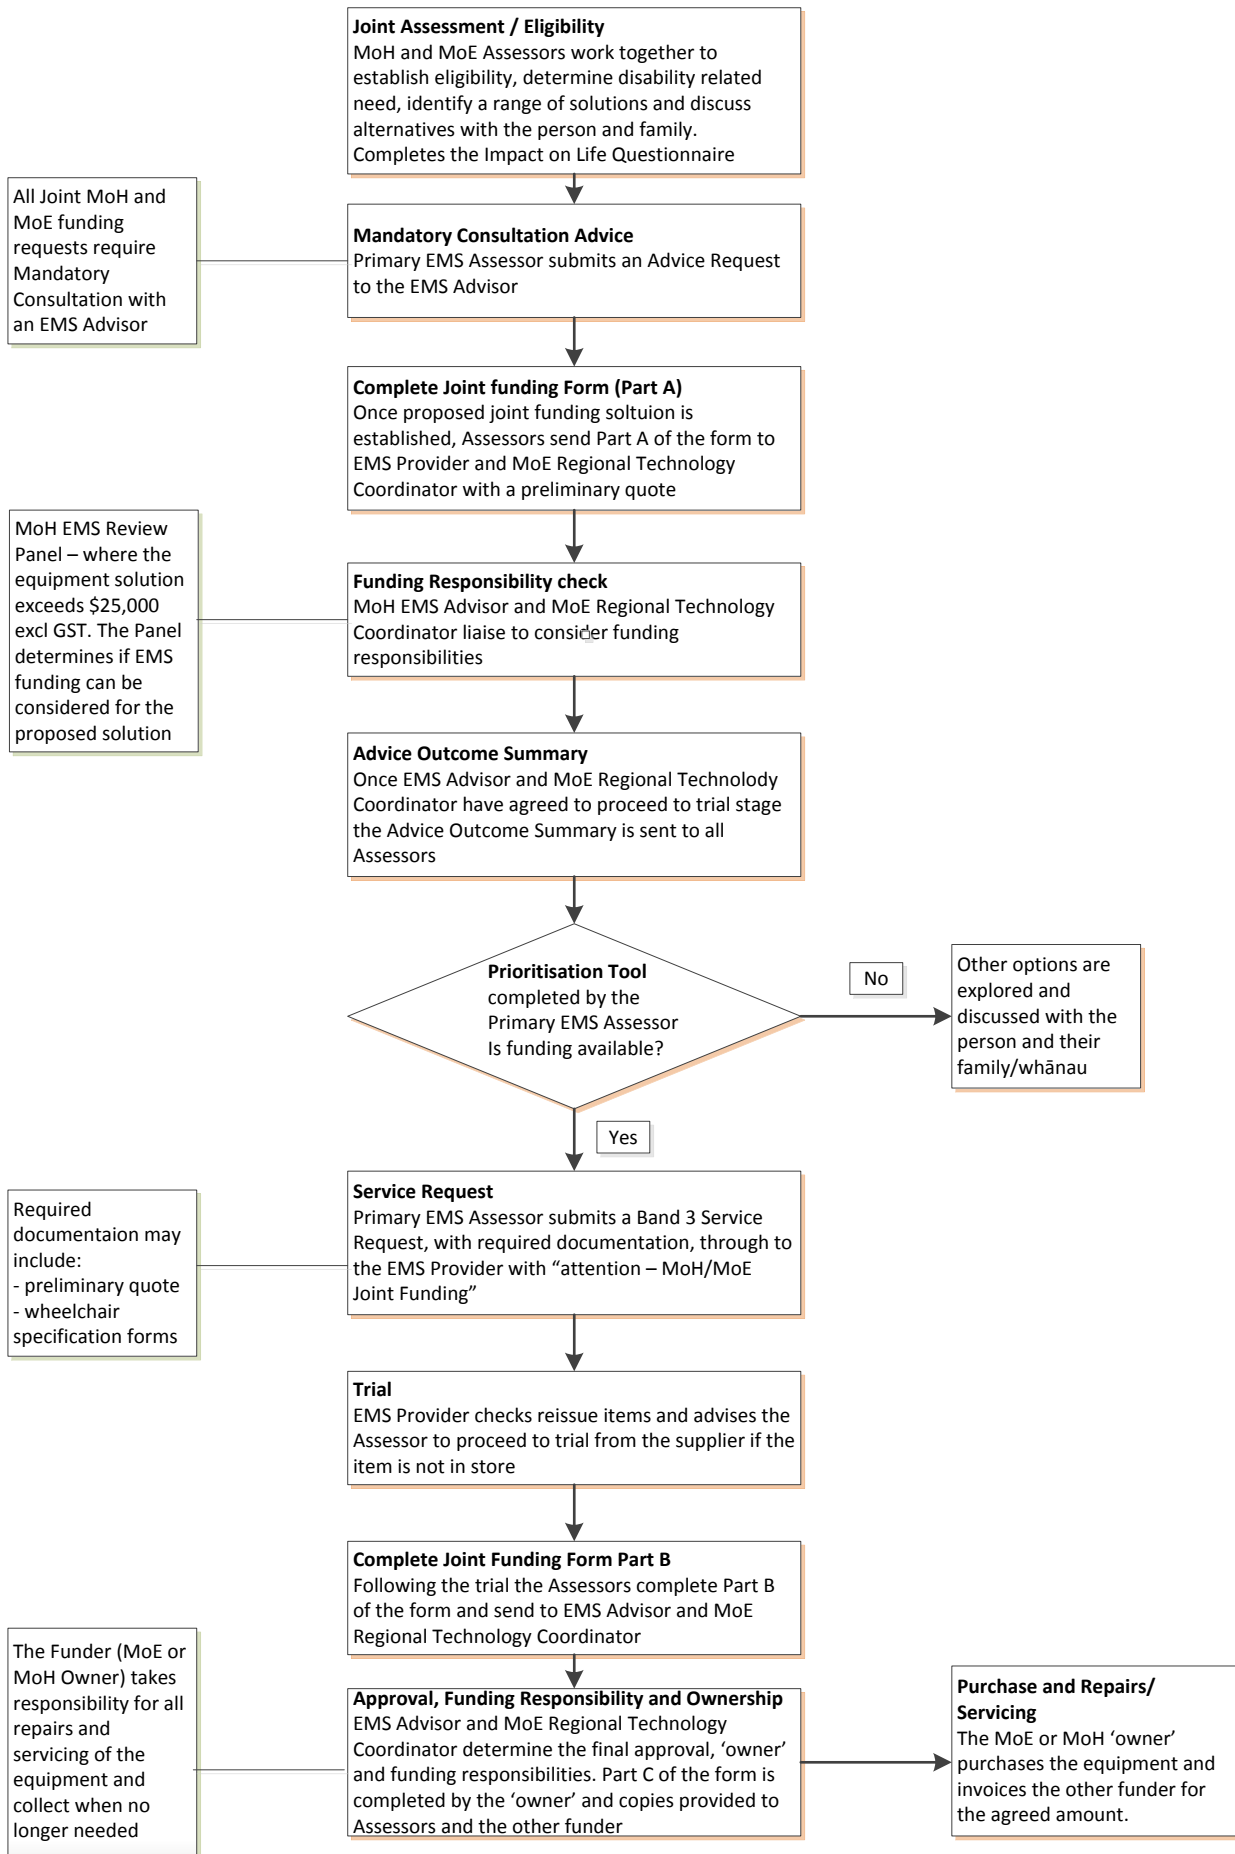 Joint Assessment / Eligibility
MoH and MoE Assessors work together to
establish eligibility, determine disability related
need, identify a range of solutions and discuss
alternatives with the person and family.
Completes the Impact on Life Questionnaire
All Joint MoH and
MoE funding
requests require
Mandatory
Consultation with
an EMS Advisor
Mandatory Consultation Advice
Primary EMS Assessor submits an Advice Request
to the EMS Advisor
Complete Joint funding Form (Part A)
Once proposed joint funding soltuion is
established, Assessors send Part A of the form to
EMS Provider and MoE Regional Technology
Coordinator with a preliminary quote
MoH EMS Review
Panel – where the
equipment solution
exceeds $25,000
excl GST. The Panel
determines if EMS
funding can be
considered for the
proposed solution
Funding Responsibility check
MoH EMS Advisor and MoE Regional Technology
Coordinator liaise to consider funding
responsibilities
Advice Outcome Summary
Once EMS Advisor and MoE Regional Technolody
Coordinator have agreed to proceed to trial stage
the Advice Outcome Summary is sent to all
Assessors
Prioritisation Tool
completed by the
Primary EMS Assessor
Is funding available?
No
Other options are
explored and
discussed with the
person and their
family/whānau
Yes
Required
documentaion may
include:
- preliminary quote
- wheelchair
specification forms
Service Request
Primary EMS Assessor submits a Band 3 Service
Request, with required documentation, through to
the EMS Provider with “attention – MoH/MoE
Joint Funding”
Trial
EMS Provider checks reissue items and advises the
Assessor to proceed to trial from the supplier if the
item is not in store
Complete Joint Funding Form Part B
Following the trial the Assessors complete Part B
of the form and send to EMS Advisor and MoE
Regional Technology Coordinator
The Funder (MoE or
MoH Owner) takes
responsibility for all
repairs and
servicing of the
equipment and
collect when no
longer needed
Approval, Funding Responsibility and Ownership
EMS Advisor and MoE Regional Technology
Coordinator determine the final approval, ‘owner’
and funding responsibilities. Part C of the form is
completed by the ‘owner’ and copies provided to
Assessors and the other funder
Purchase and Repairs/
Servicing
The MoE or MoH ‘owner’
purchases the equipment and
invoices the other funder for
the agreed amount.